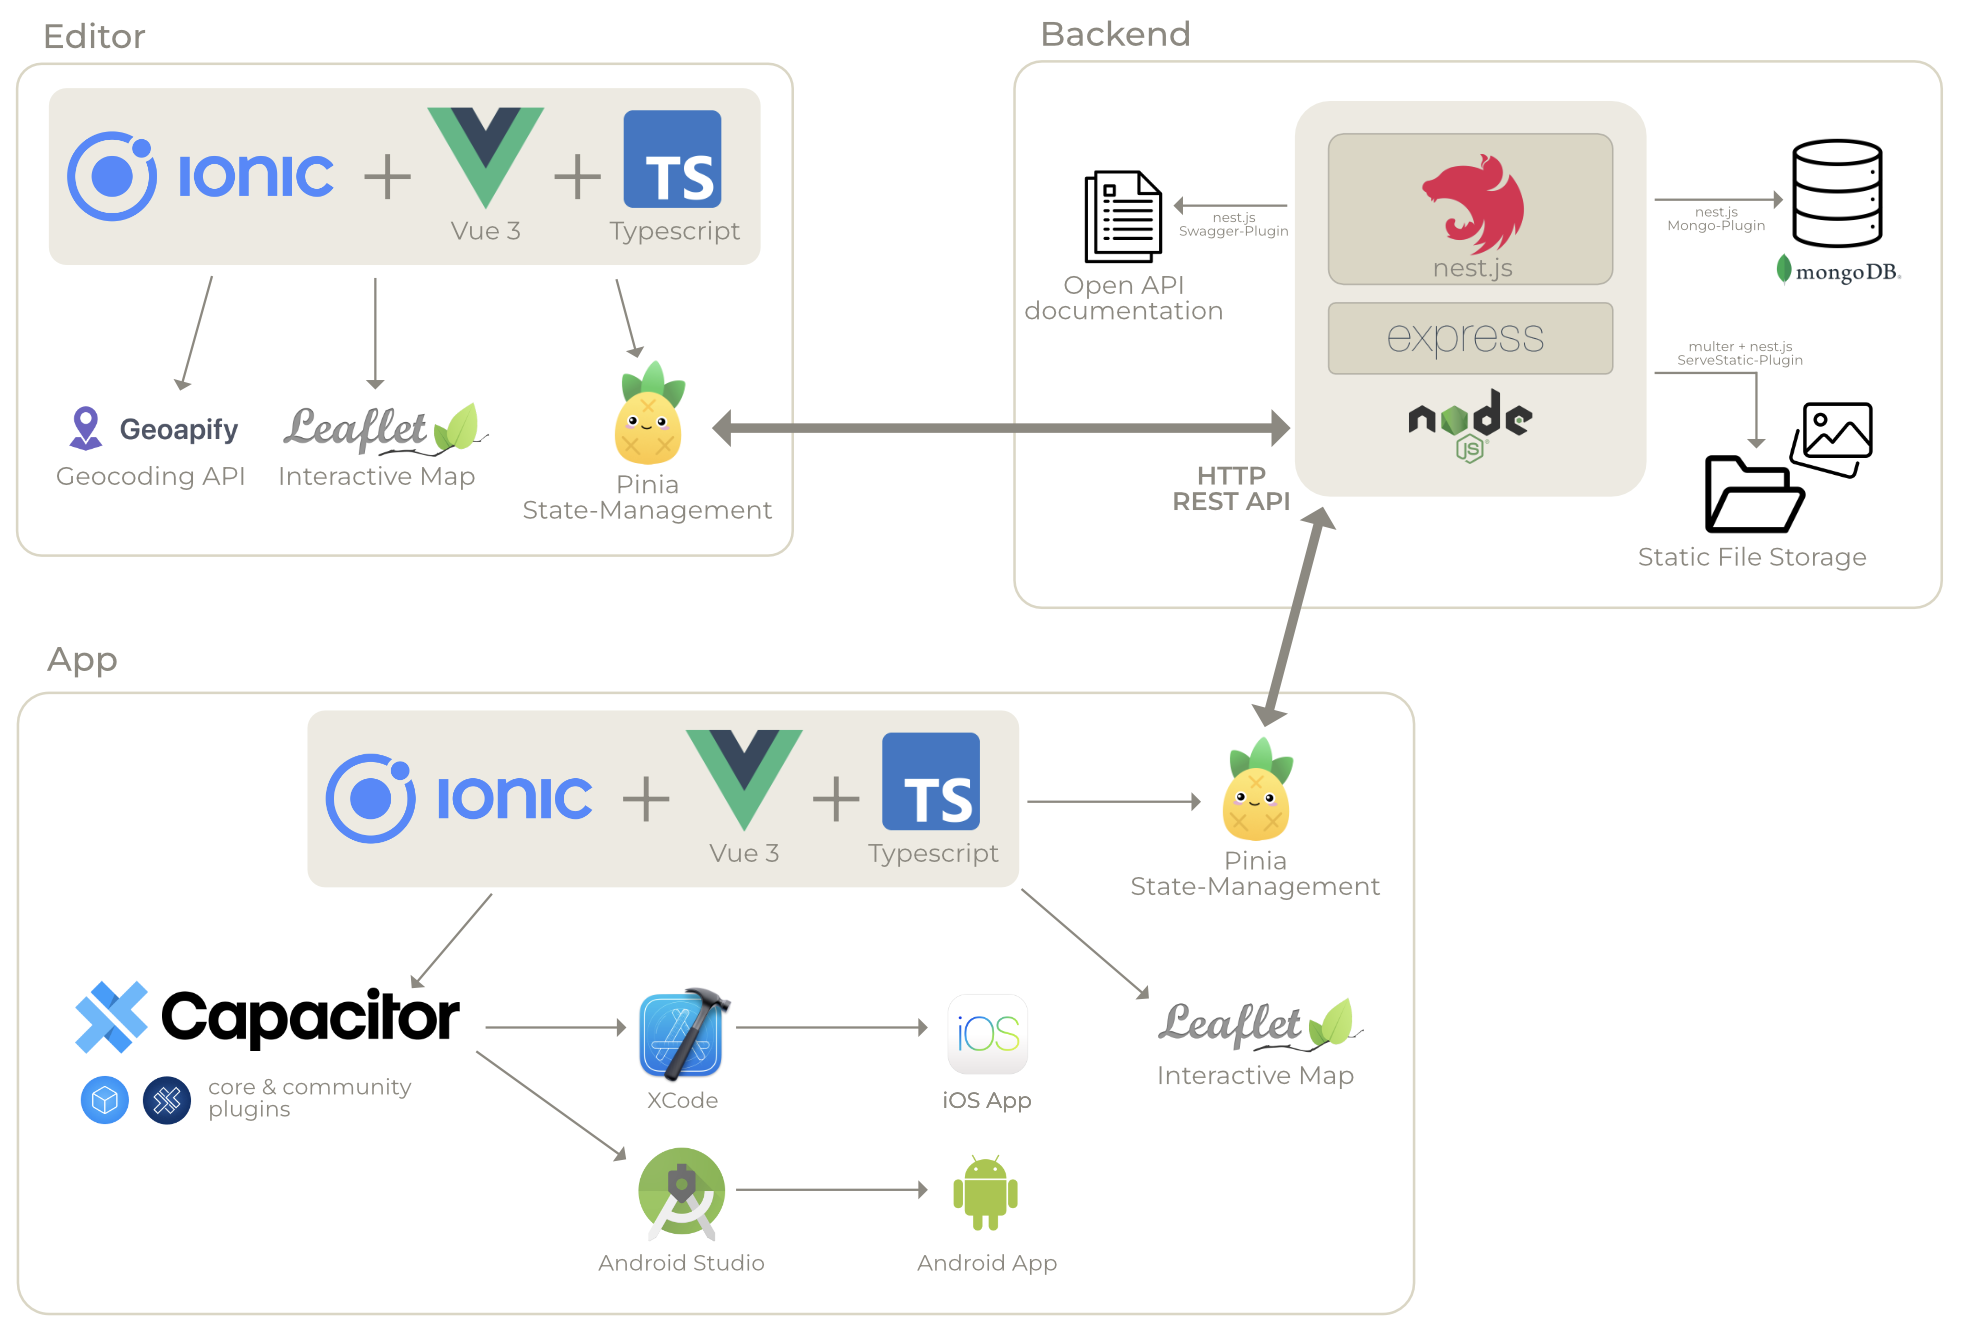 Editor
IONIC
TS
Vue 3
Typescript
Geoapify
Geocoding API
Leaflet
Interactive Map
Pinia
State-Management
Backend
Open API
documentation
nest.js
Swagger-Plugin
nest.js
express
node
JS
nest.js
Mongo-Plugin
mongoDB
multer + nest.js
ServeStatic-Plugin
Static File Storage
HTTP
REST API
App
IONIC
TS
Vue 3
Typescript
Pinia
State-Management
Capacitor
core & community
plugins
XCode
iOS
iOS App
Leaflet
Interactive Map
Android Studio
Android App